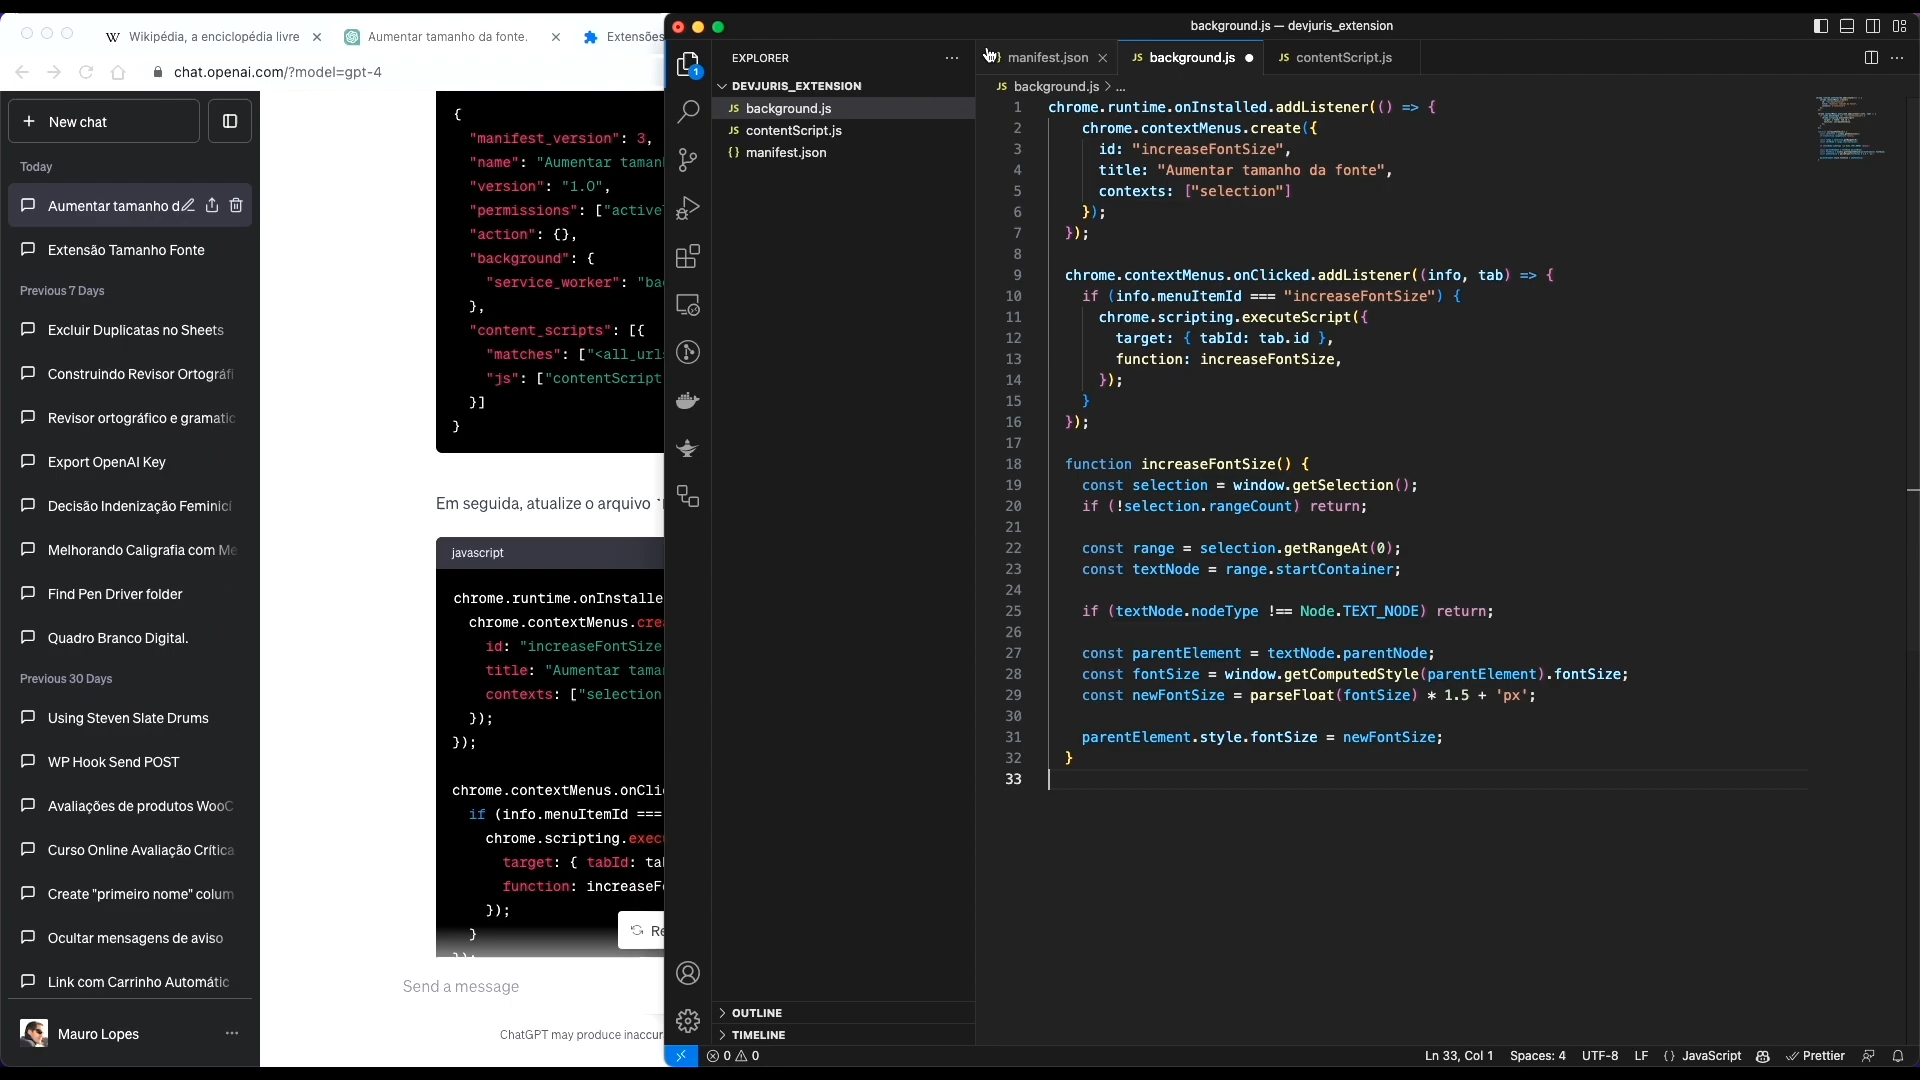 Wikipédia, a enciclopédia livre
Aumentar tamanho da fonte.
Extensões
chat.openai.com/?model=gpt-4
New chat
Today
Aumentar tamanho d
Extensão Tamanho Fonte
Previous 7 Days
Excluir Duplicatas no Sheets
Construindo Revisor Ortográfi
Revisor ortográfico e gramatic
Export OpenAI Key
Decisão Indenização Feminicí
Melhorando Caligrafia com Me
Find Pen Driver folder
Quadro Branco Digital.
Previous 30 Days
Using Steven Slate Drums
WP Hook Send POST
Avaliações de produtos WooC
Curso Online Avaliação Crítica
Create "primeiro nome" colum
Ocultar mensagens de aviso
Link com Carrinho Automátic
Mauro Lopes
{
"manifest_version": 3,
"name": "Aumentar taman
"version": "1.0",
"permissions": ["active
"action": {},
"background": {
"service_worker": "ba
},
"content_scripts": [{
"matches": ["<all_url
"js": ["contentScript
}]
}
Em seguida, atualize o arquivo `
javascript
chrome.runtime.onInstalle
chrome.contextMenus.crea
id: "increaseFontSize
title: "Aumentar tama
contexts: ["selection
});
});
chrome.contextMenus.onCli
if (info.menuItemId ===
chrome.scripting.exec
target: { tabId: ta
function: increaseF
});
}
});
Re
Send a message
ChatGPT may produce inaccur
background.js — devjuris_extension
EXPLORER
DEVJURIS_EXTENSION
JS background.js
JS contentScript.js
{} manifest.json
OUTLINE
TIMELINE
1
manifest.json
JS background.js
JS contentScript.js
JS background.js > ...
1 chrome.runtime.onInstalled.addListener(() => {
2 chrome.contextMenus.create({
3 id: "increaseFontSize",
4 title: "Aumentar tamanho da fonte",
5 contexts: ["selection"]
6 });
7 });
8
9 chrome.contextMenus.onClicked.addListener((info, tab) => {
10 if (info.menuItemId === "increaseFontSize") {
11 chrome.scripting.executeScript({
12 target: { tabId: tab.id },
13 function: increaseFontSize,
14 });
15 }
16 });
17
18 function increaseFontSize() {
19 const selection = window.getSelection();
20 if (!selection.rangeCount) return;
21
22 const range = selection.getRangeAt(0);
23 const textNode = range.startContainer;
24
25 if (textNode.nodeType !== Node.TEXT_NODE) return;
26
27 const parentElement = textNode.parentNode;
28 const fontSize = window.getComputedStyle(parentElement).fontSize;
29 const newFontSize = parseFloat(fontSize) * 1.5 + 'px';
30
31 parentElement.style.fontSize = newFontSize;
32 }
33
0 0
Ln 33, Col 1 Spaces: 4 UTF-8 LF {} JavaScript Prettier